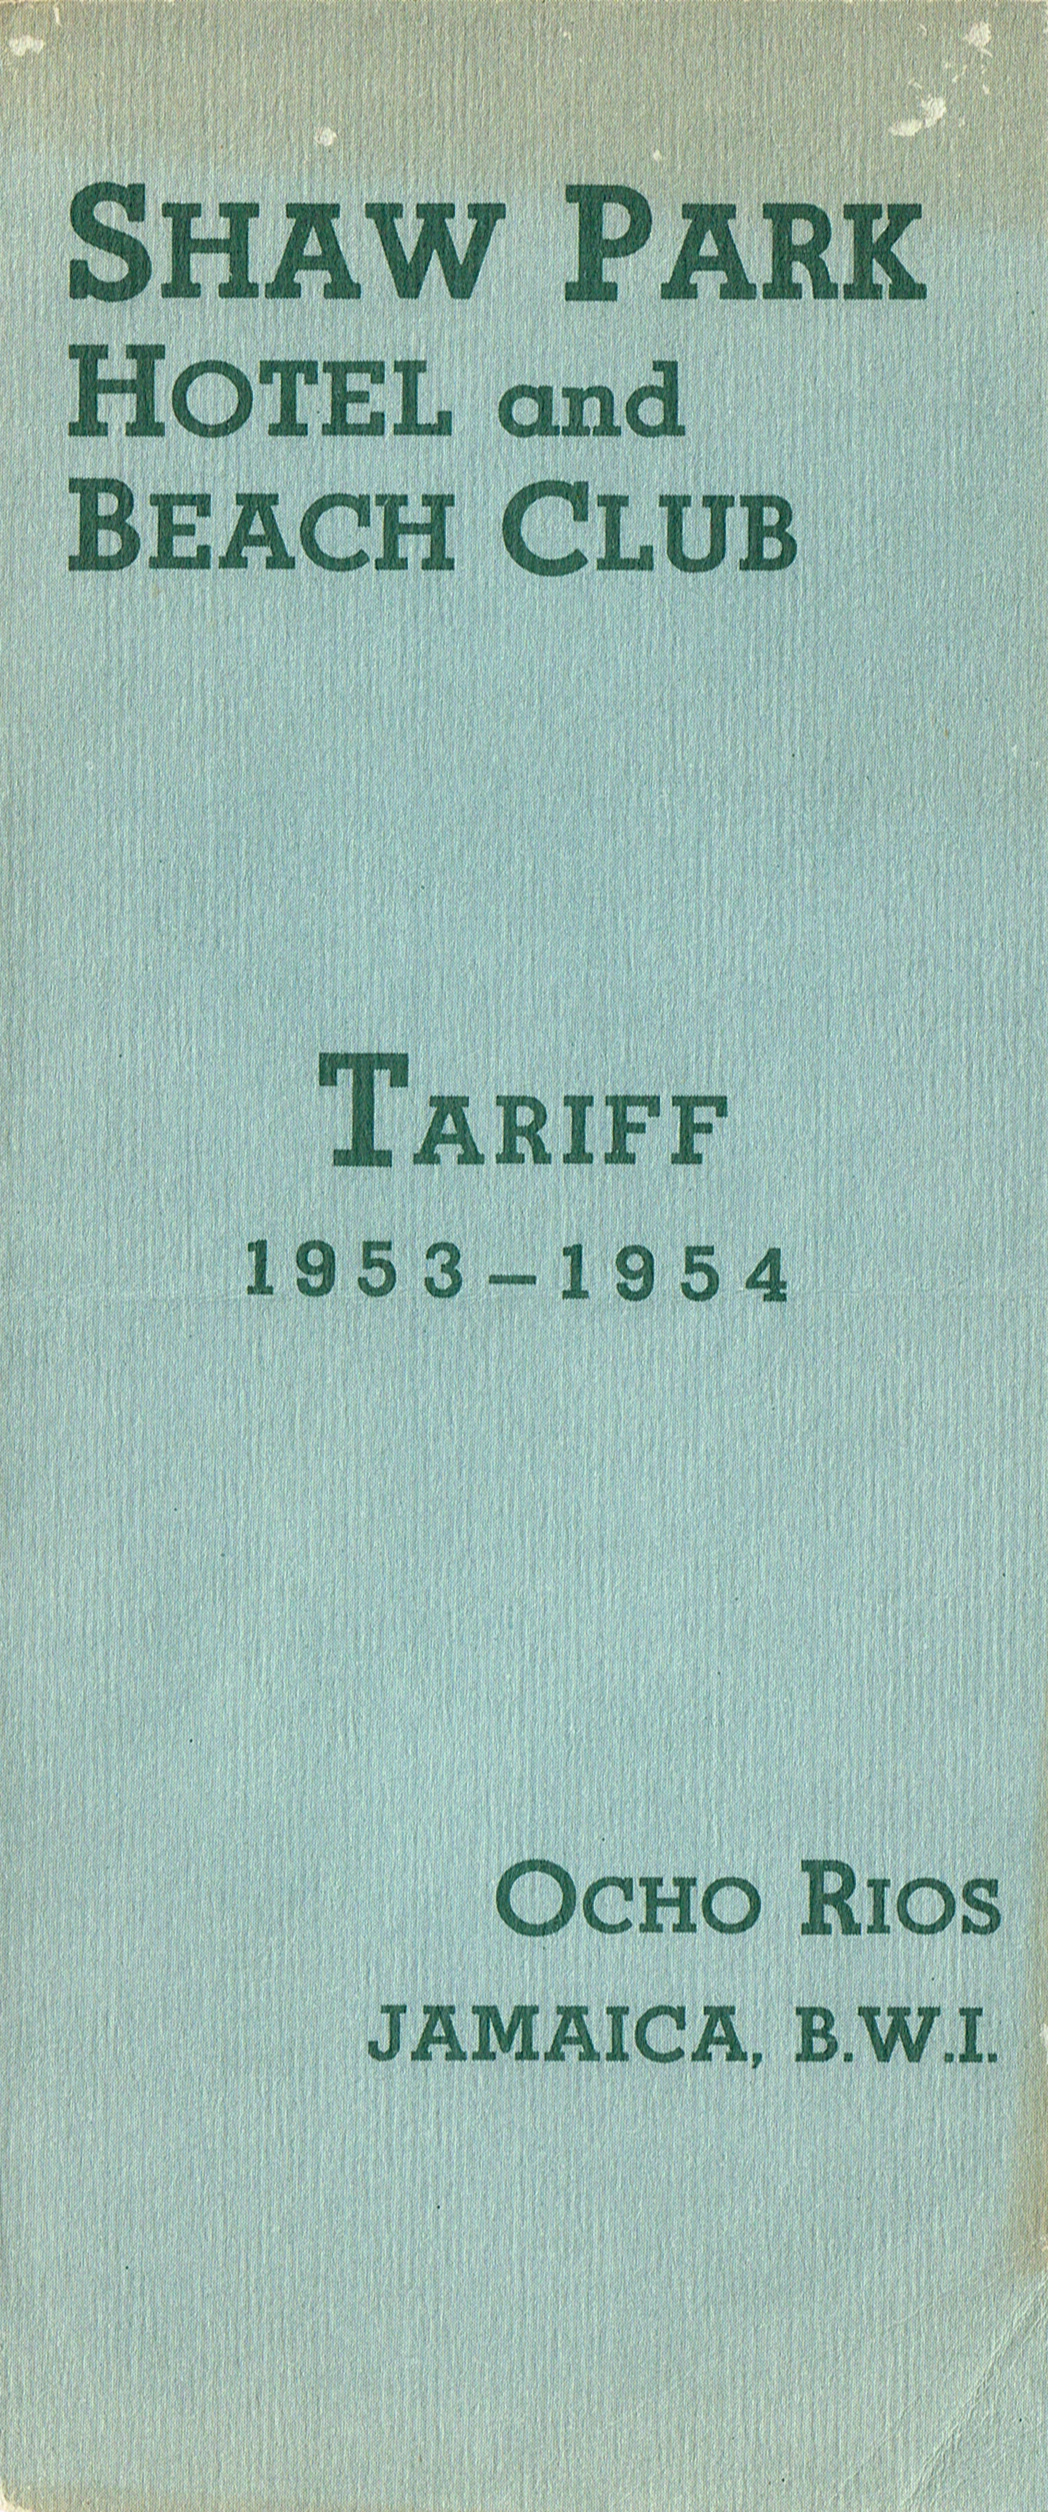 SHAW PARK
HOTEL and
BEACH CLUB
TARIFF
1953-1954
OCHO RIOS
JAMAICA, B.W.I.